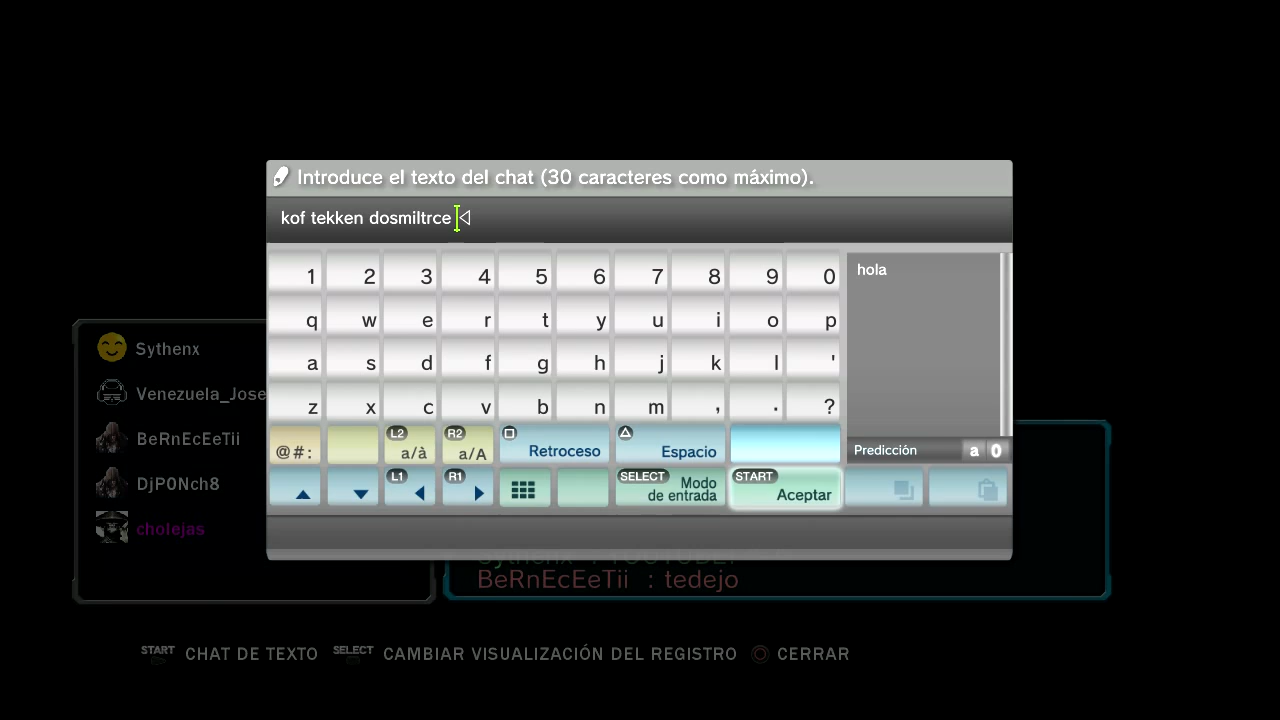 Introduce el texto del chat (30 caracteres como máximo).
kof tekken dosmiltrce
1 2 3 4 5 6 7 8 9 0
q w e r t y u i o p
a s d f g h j k l '
z x c v b n m , . ?
hola
@#: L2 a/à R2 a/A Retroceso Espacio
Predicción a 0
L1 R1 SELECT Modo de entrada START Aceptar
Sythenx
Venezuela_Jose
BeRnEcEeTii
DjP0Nch8
cholejas
Sythenx :
BeRnEcEeTii : tedejo
START CHAT DE TEXTO SELECT CAMBIAR VISUALIZACIÓN DEL REGISTRO CERRAR